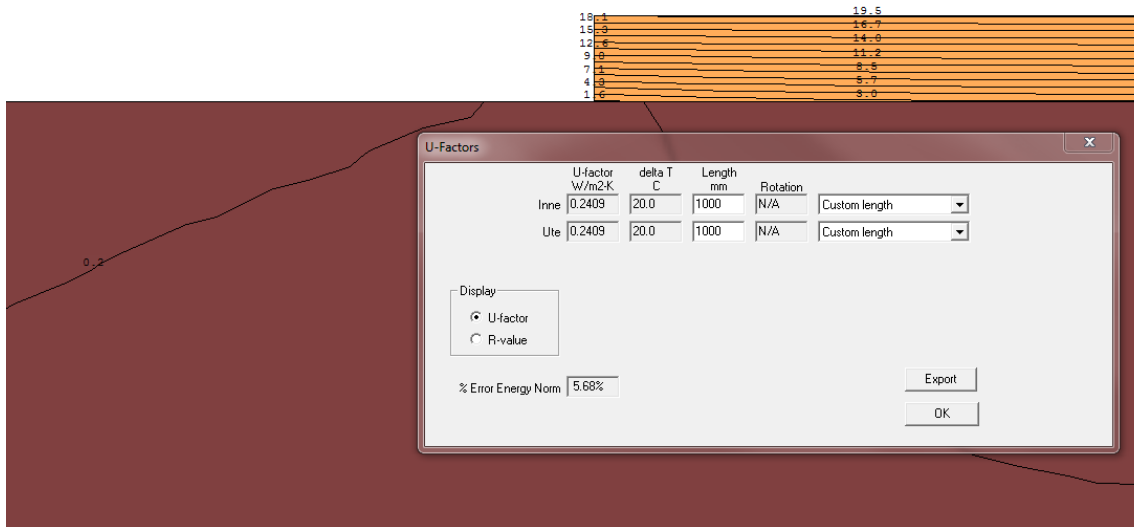 19.5
18.1
16.7
15.3
14.0
12.6
11.2
9.8
8.5
7.1
5.7
4.3
3.0
1.6
0.2
U-Factors
U-factor delta T Length
W/m2-K C mm Rotation
Inne 0.2409 20.0 1000 N/A Custom length
Ute 0.2409 20.0 1000 N/A Custom length
Display
U-factor
R-value
% Error Energy Norm 5.68%
Export
OK